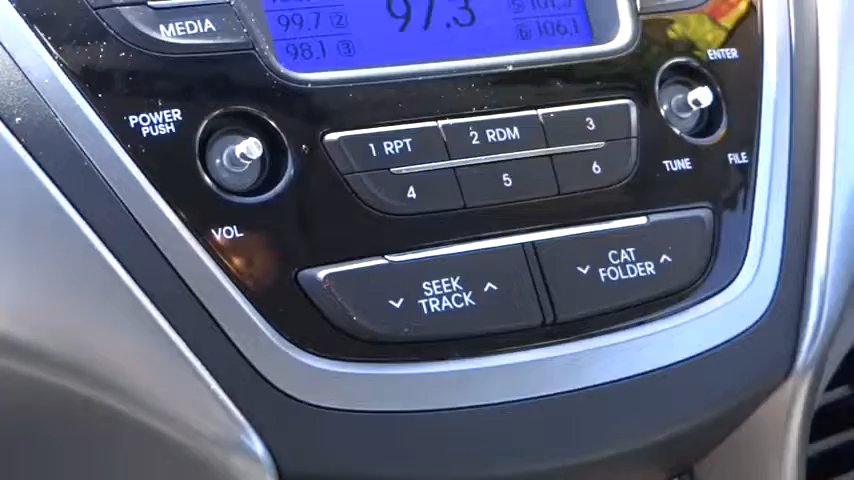 MEDIA
99.7 2
98.1 3
97.3
6 106.1
POWER
PUSH
VOL
1 RPT
2 RDM
3
4
5
6
ENTER
TUNE
FILE
SEEK
TRACK
CAT
FOLDER